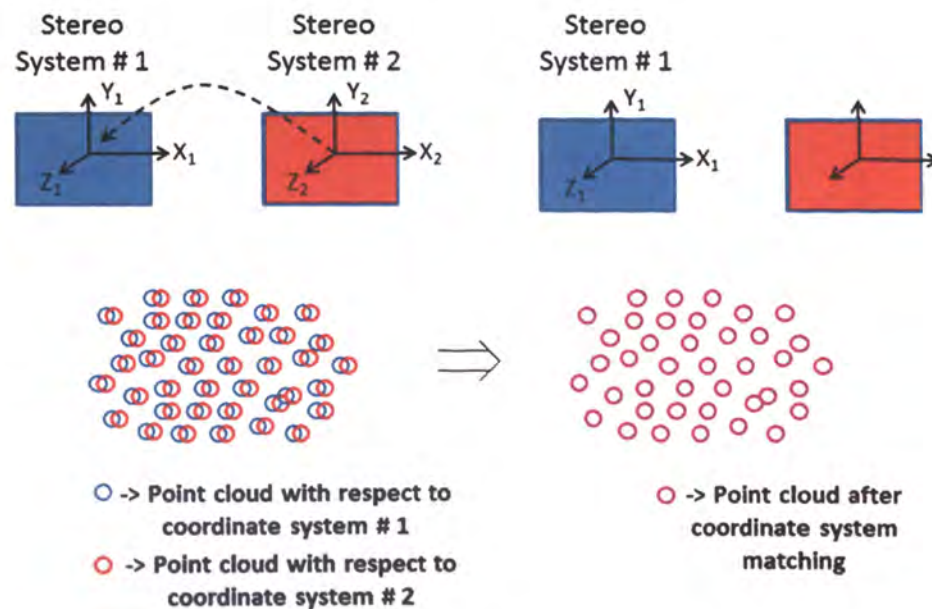 Stereo
System # 1
Stereo
System # 2
Stereo
System # 1
Y₁
X₁
Z₁
Y₂
X₂
Z₂
Y₁
X₁
Z₁
-> Point cloud with respect to
coordinate system # 1
-> Point cloud with respect to
coordinate system # 2
-> Point cloud after
coordinate system
matching